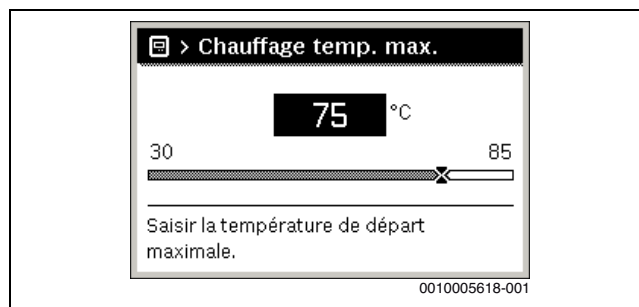 > Chauffage temp. max.
75 °C
30 85
Saisir la température de départ
maximale.
0010005618-001